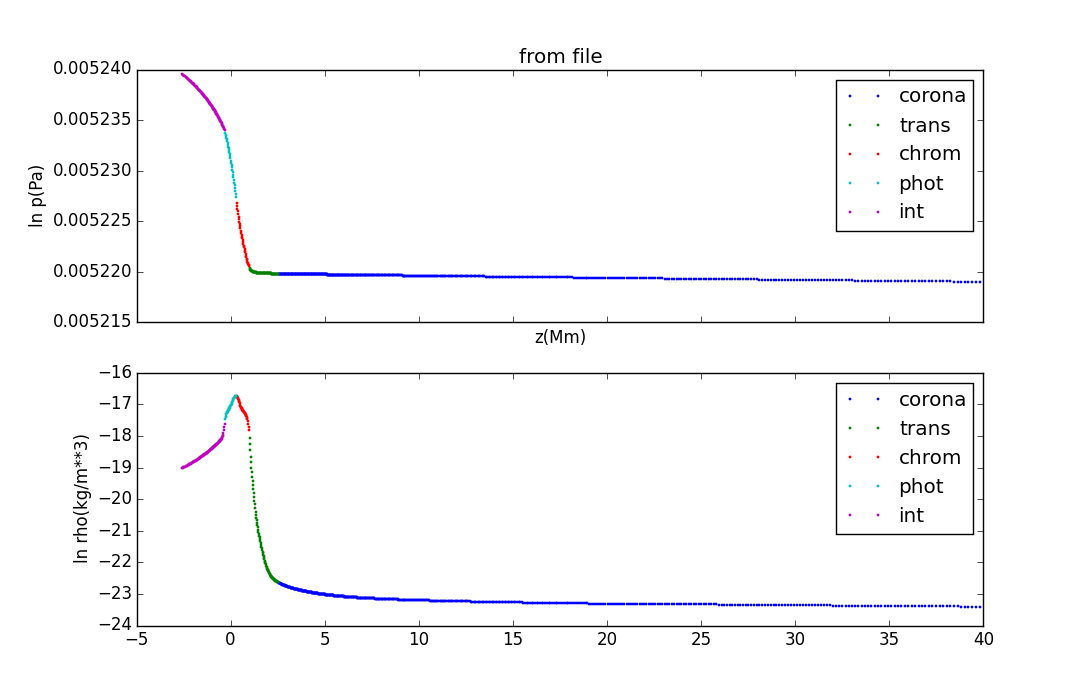 from file
0.005240
0.005235
0.005230
0.005225
0.005220
0.005215
ln p(Pa)
corona
trans
chrom
phot
int
z(Mm)
−16
−17
−18
−19
−20
−21
−22
−23
−24
ln rho(kg/m**3)
corona
trans
chrom
phot
int
−5 0 5 10 15 20 25 30 35 40